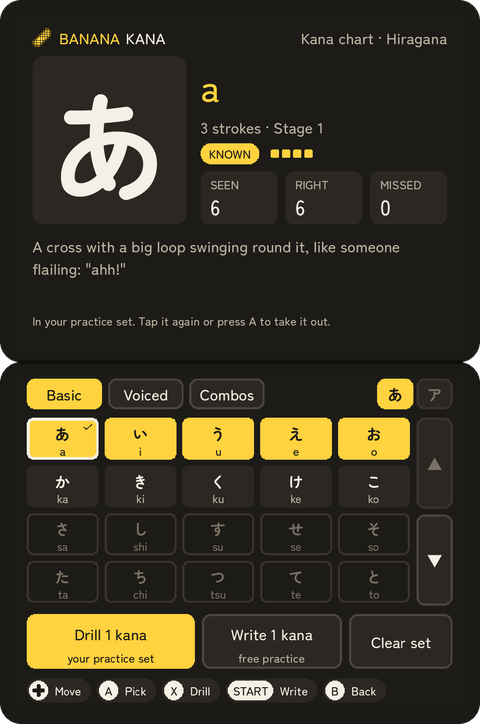 BANANA KANA
Kana chart · Hiragana
あ
a
3 strokes · Stage 1
KNOWN
SEEN RIGHT MISSED
6 6 0
A cross with a big loop swinging round it, like someone
flailing: "ahh!"
In your practice set. Tap it again or press A to take it out.
Basic Voiced Combos あ ア
あ い う え お
a i u e o
か き く け こ
ka ki ku ke ko
さ し す せ そ
sa shi su se so
た ち つ て と
ta chi tsu te to
Drill 1 kana Write 1 kana Clear set
your practice set free practice
Move A Pick X Drill START Write B Back